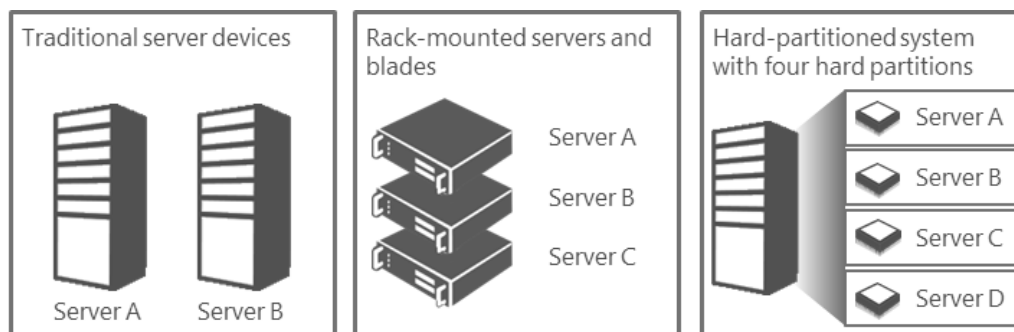 Traditional server devices
Server A
Server B
Rack-mounted servers and
blades
Server A
Server B
Server C
Hard-partitioned system
with four hard partitions
Server A
Server B
Server C
Server D